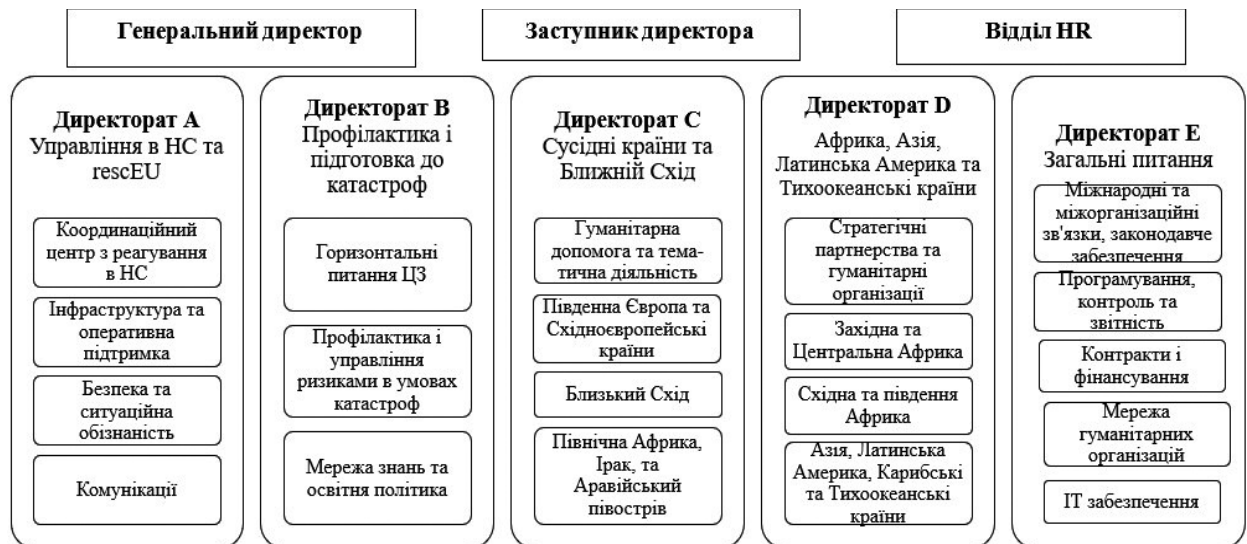 Генеральний директор
Заступник директора
Відділ HR
Директорат А
Управління в НС та
rescEU
Координаційний
центр з реагування
в НС
Інфраструктура та
оперативна
підтримка
Безпека та
ситуаційна
обізнаність
Комунікації
Директорат В
Профілактика і
підготовка до
катастроф
Горизонтальні
питання ЦЗ
Профілактика і
управління
ризиками в умовах
катастроф
Мережа знань та
освітня політика
Директорат С
Сусідні країни та
Ближній Схід
Гуманітарна
допомога та тема-
тична діяльність
Південна Європа та
Східноєвропейські
країни
Близький Схід
Північна Африка,
Ірак, та
Аравійський
півострів
Директорат D
Африка, Азія,
Латинська Америка та
Тихоокеанські країни
Стратегічні
партнерства та
гуманітарні
організації
Західна та
Центральна Африка
Східна та південня
Африка
Азія, Латинська
Америка, Карибські
та Тихоокеанські
країни
Директорат Е
Загальні питання
Міжнародні та
міжорганізаційні
зв'язки, законодавче
забезпечення
Програмування,
контроль та
звітність
Контракти і
фінансування
Мережа
гуманітарних
організацій
ІТ забезпечення